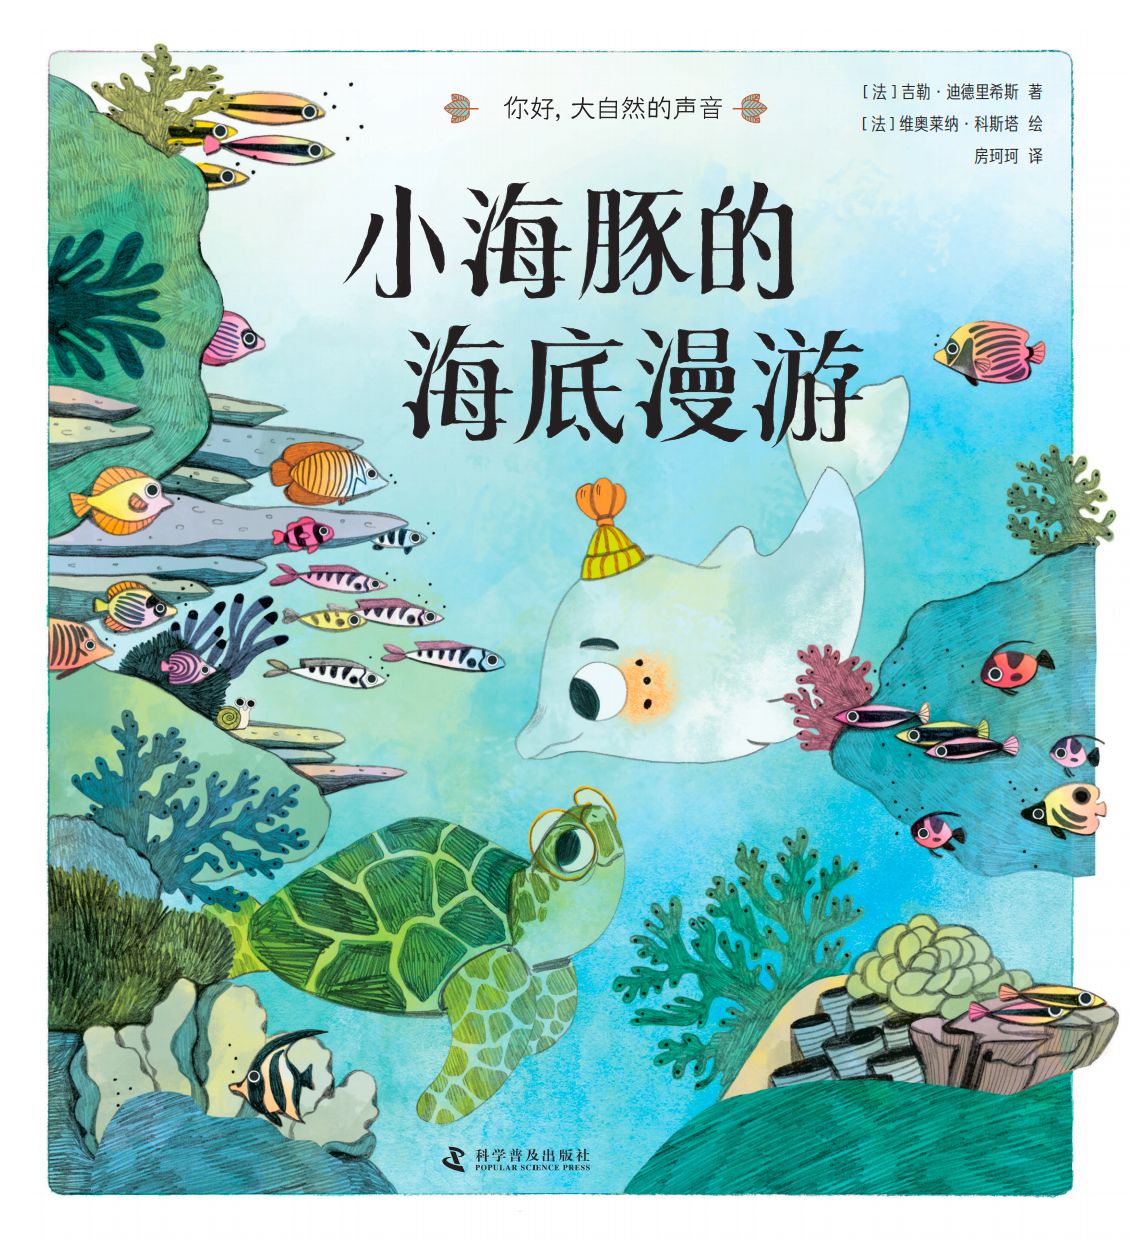 你好，大自然的声音
[法]吉勒·迪德里希斯 著
[法]维奥莱纳·科斯塔 绘
房珂珂 译
小海豚的
海底漫游
科学普及出版社
POPULAR SCIENCE PRESS